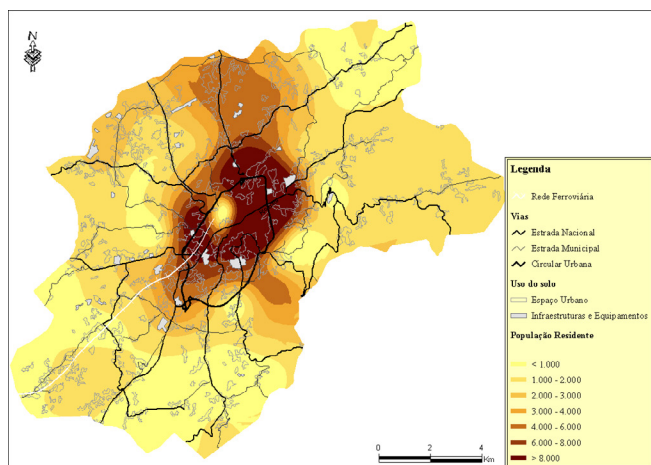 N
Legenda
Rede Ferroviária
Vias
Estrada Nacional
Estrada Municipal
Circular Urbana
Uso do solo
Espaço Urbano
Infraestruturas e Equipamentos
População Residente
< 1.000
1.000 - 2.000
2.000 - 3.000
3.000 - 4.000
4.000 - 6.000
6.000 - 8.000
> 8.000
0 2 4
Km